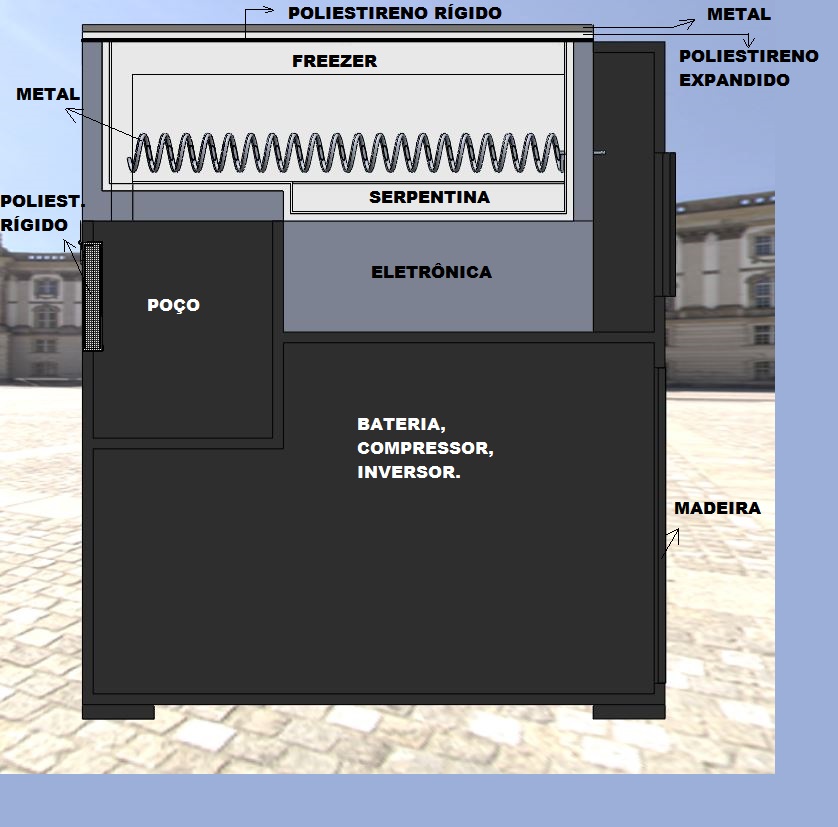 POLIESTIRENO RÍGIDO
METAL
POLIESTIRENO
EXPANDIDO
FREEZER
METAL
SERPENTINA
POLIEST.
RÍGIDO
ELETRÔNICA
POÇO
BATERIA,
COMPRESSOR,
INVERSOR.
MADEIRA